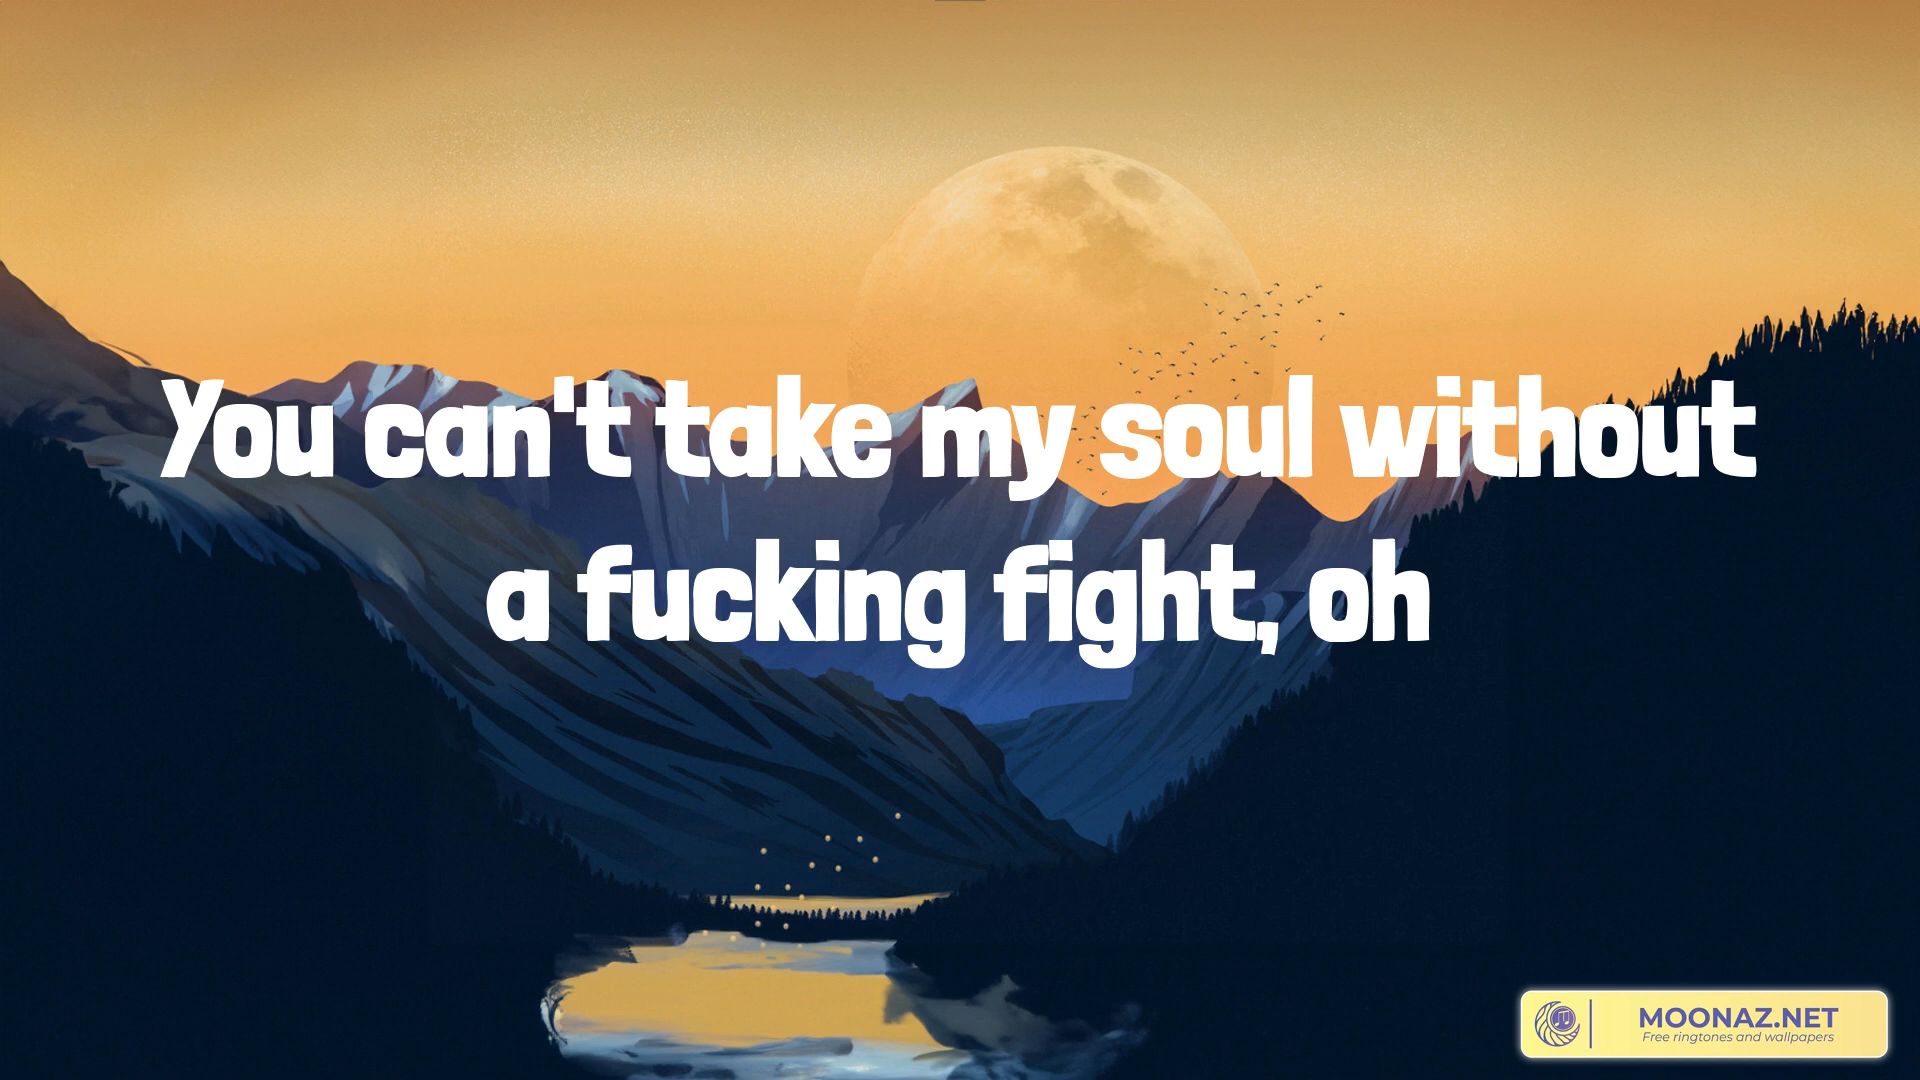 You can't take my soul without
a fucking fight, oh
MOONAZ.NET
Free ringtones and wallpapers